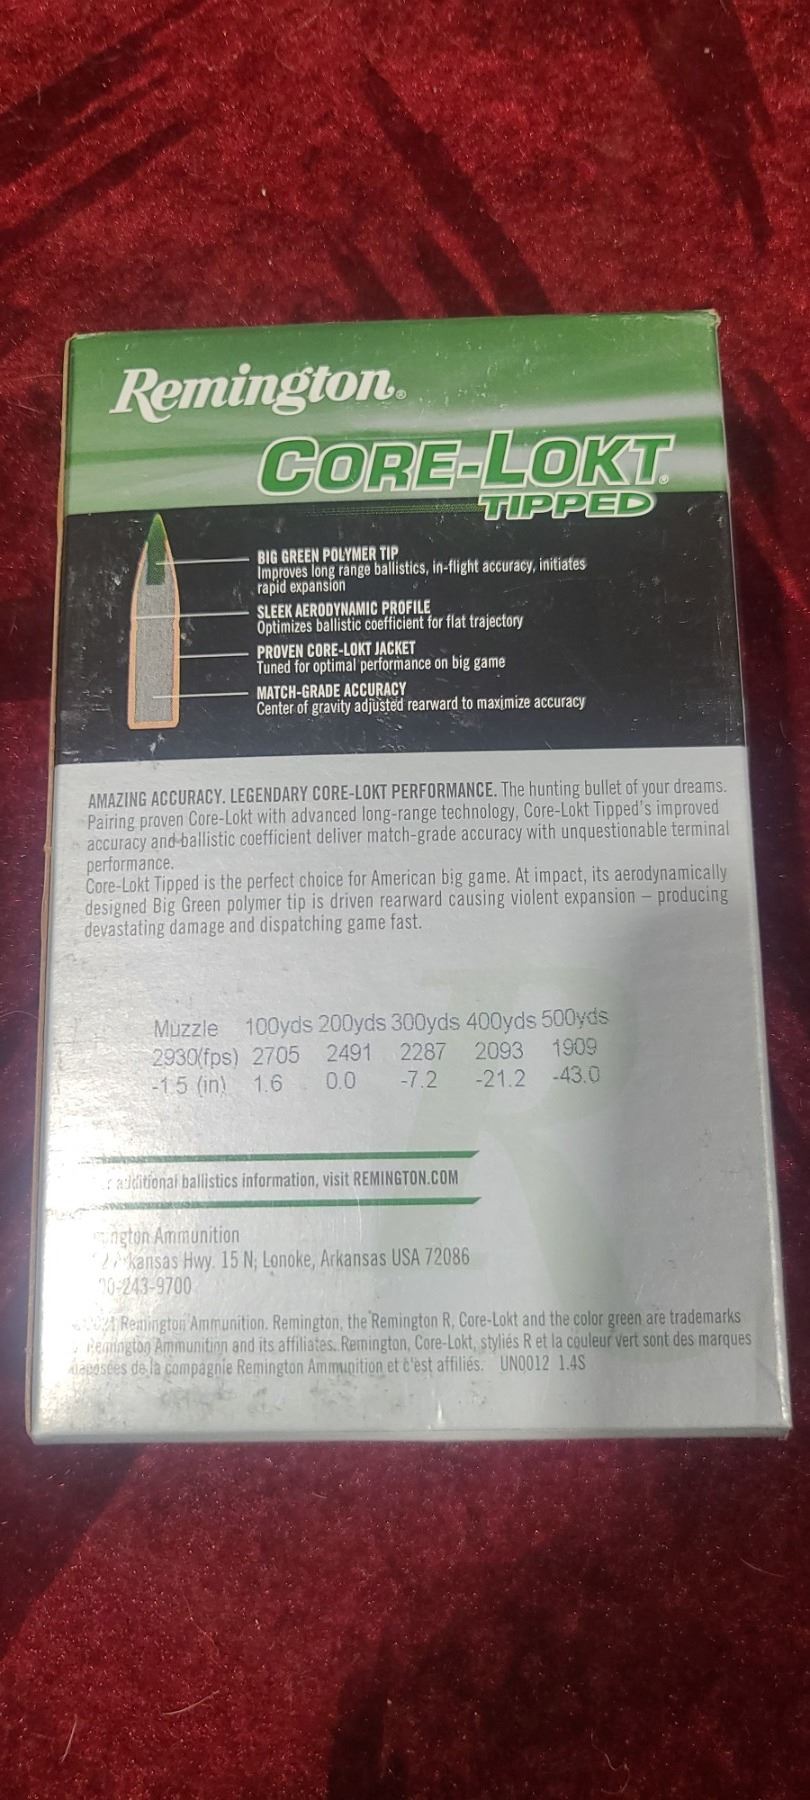 Remington®
CORE-LOKT®
TIPPED
BIG GREEN POLYMER TIP
Improves long range ballistics, in-flight accuracy, initiates
rapid expansion
SLEEK AERODYNAMIC PROFILE
Optimizes ballistic coefficient for flat trajectory
PROVEN CORE-LOKT JACKET
Tuned for optimal performance on big game
MATCH-GRADE ACCURACY
Center of gravity adjusted rearward to maximize accuracy
AMAZING ACCURACY. LEGENDARY CORE-LOKT PERFORMANCE. The hunting bullet of your dreams.
Pairing proven Core-Lokt with advanced long-range technology, Core-Lokt Tipped's improved
accuracy and ballistic coefficient deliver match-grade accuracy with unquestionable terminal
performance.
Core-Lokt Tipped is the perfect choice for American big game. At impact, its aerodynamically
designed Big Green polymer tip is driven rearward causing violent expansion – producing
devastating damage and dispatching game fast.
Muzzle 100yds 200yds 300yds 400yds 500yds
2930(fps) 2705 2491 2287 2093 1909
-1.5 (in) 1.6 0.0 -7.2 -21.2 -43.0
additional ballistics information, visit REMINGTON.COM
Ammunition
Hwy. 15 N; Lonoke, Arkansas USA 72086
243-9700
Remington Ammunition. Remington, the Remington R, Core-Lokt and the color green are trademarks
Remington Ammunition and its affiliates. Remington, Core-Lokt, styliés R et la couleur vert sont des marques
de la compagnie Remington Ammunition et c'est affiliés. UN0012 1.4S